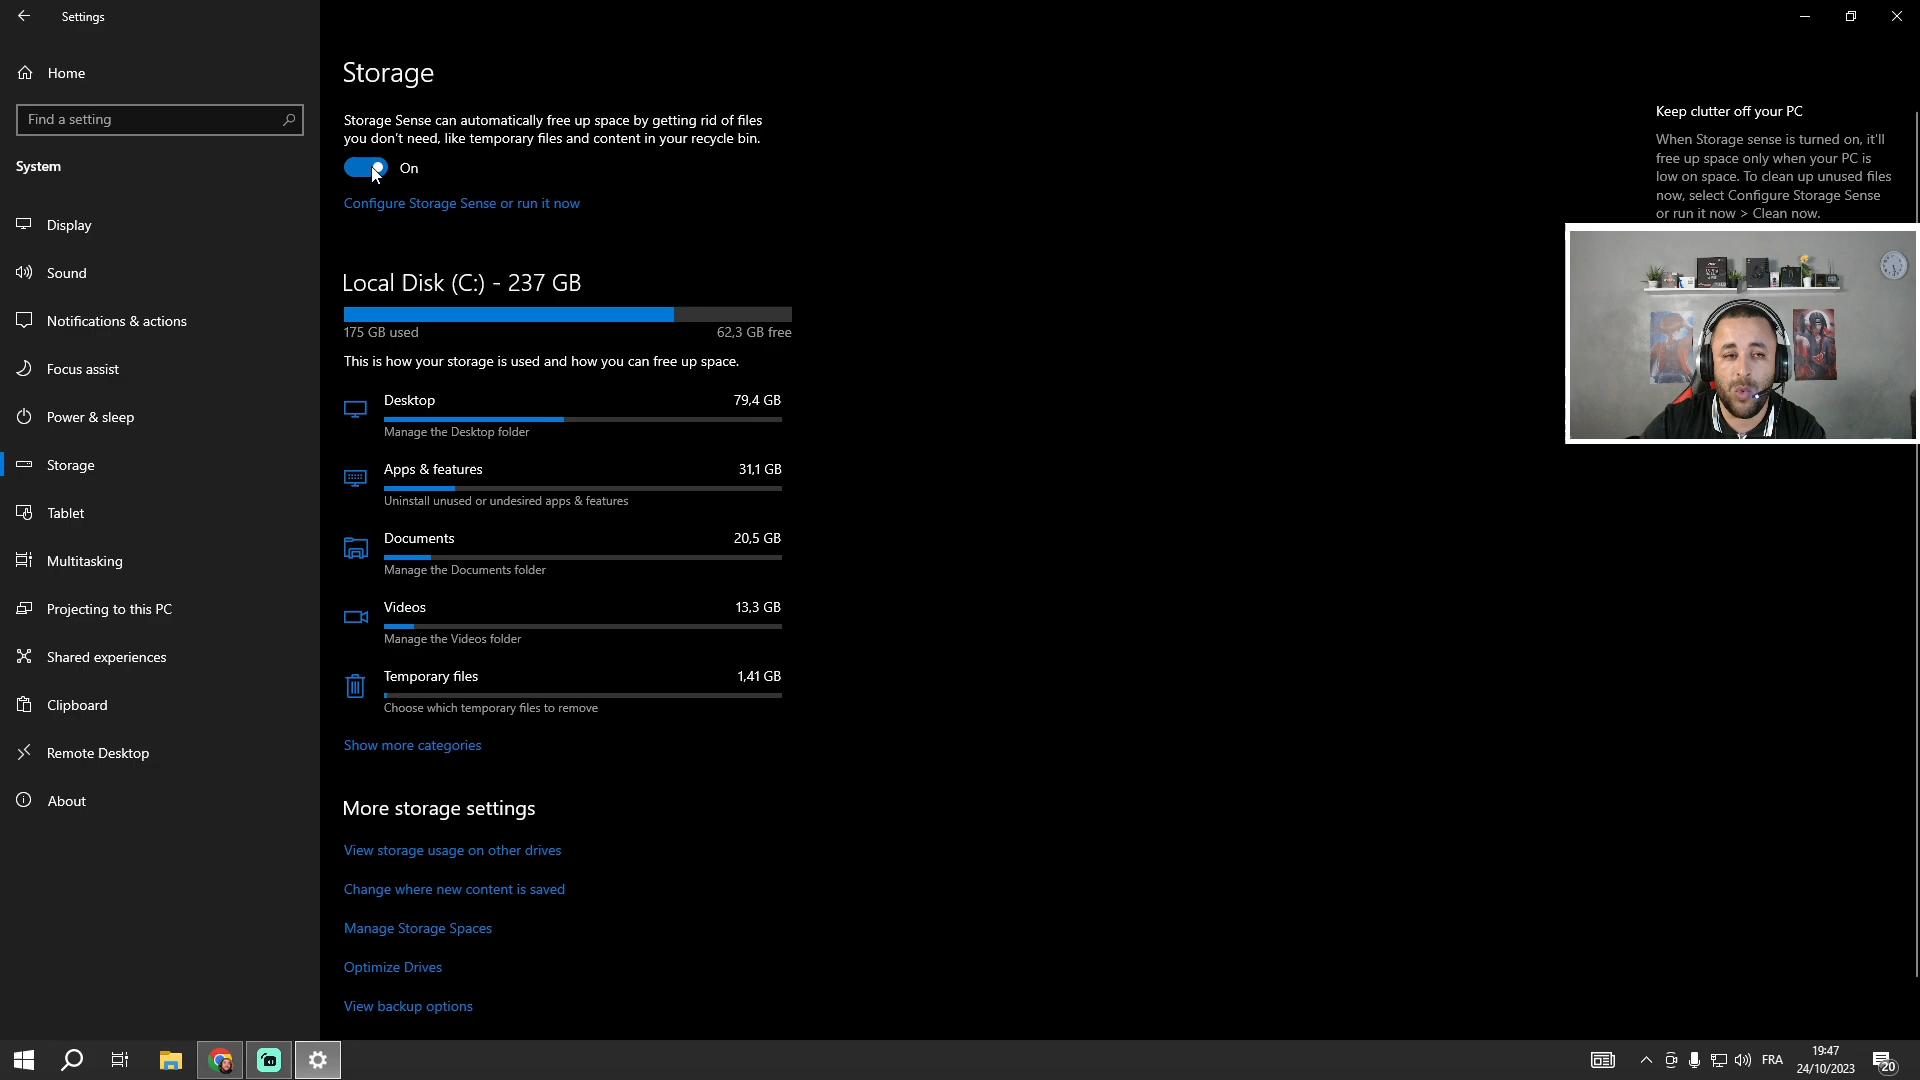 Settings
Home
Find a setting
System
Display
Sound
Notifications & actions
Focus assist
Power & sleep
Storage
Tablet
Multitasking
Projecting to this PC
Shared experiences
Clipboard
Remote Desktop
About
Storage
Storage Sense can automatically free up space by getting rid of files
you don't need, like temporary files and content in your recycle bin.
On
Configure Storage Sense or run it now
Local Disk (C:) - 237 GB
175 GB used
62,3 GB free
This is how your storage is used and how you can free up space.
Desktop
79,4 GB
Manage the Desktop folder
Apps & features
31,1 GB
Uninstall unused or undesired apps & features
Documents
20,5 GB
Manage the Documents folder
Videos
13,3 GB
Manage the Videos folder
Temporary files
1,41 GB
Choose which temporary files to remove
Show more categories
More storage settings
View storage usage on other drives
Change where new content is saved
Manage Storage Spaces
Optimize Drives
View backup options
Keep clutter off your PC
When Storage sense is turned on, it'll
free up space only when your PC is
low on space. To clean up unused files
now, select Configure Storage Sense
or run it now > Clean now.
FRA
19:47
24/10/2023
20